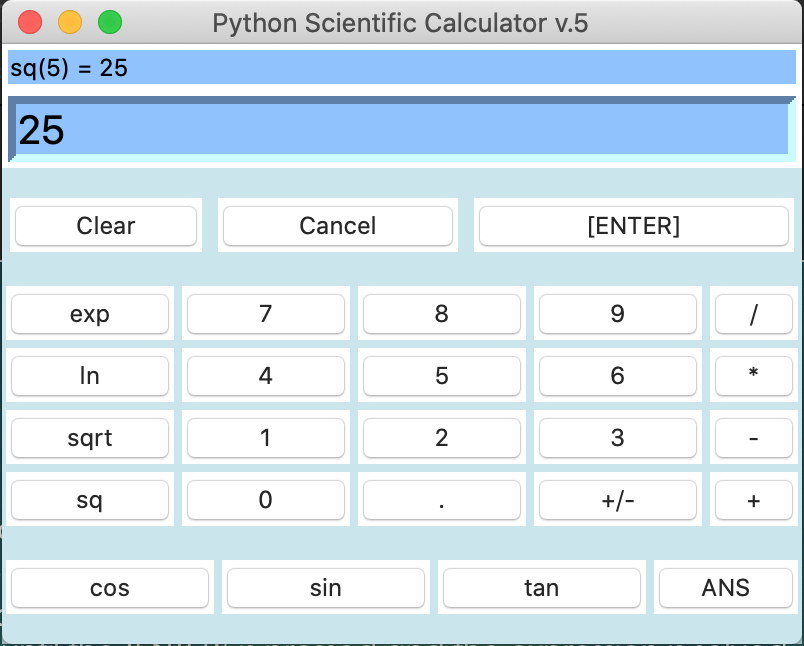 Python Scientific Calculator v.5
sq(5) = 25
25
Clear Cancel [ENTER]
exp 7 8 9 /
ln 4 5 6 *
sqrt 1 2 3 -
sq 0 . +/- +
cos sin tan ANS